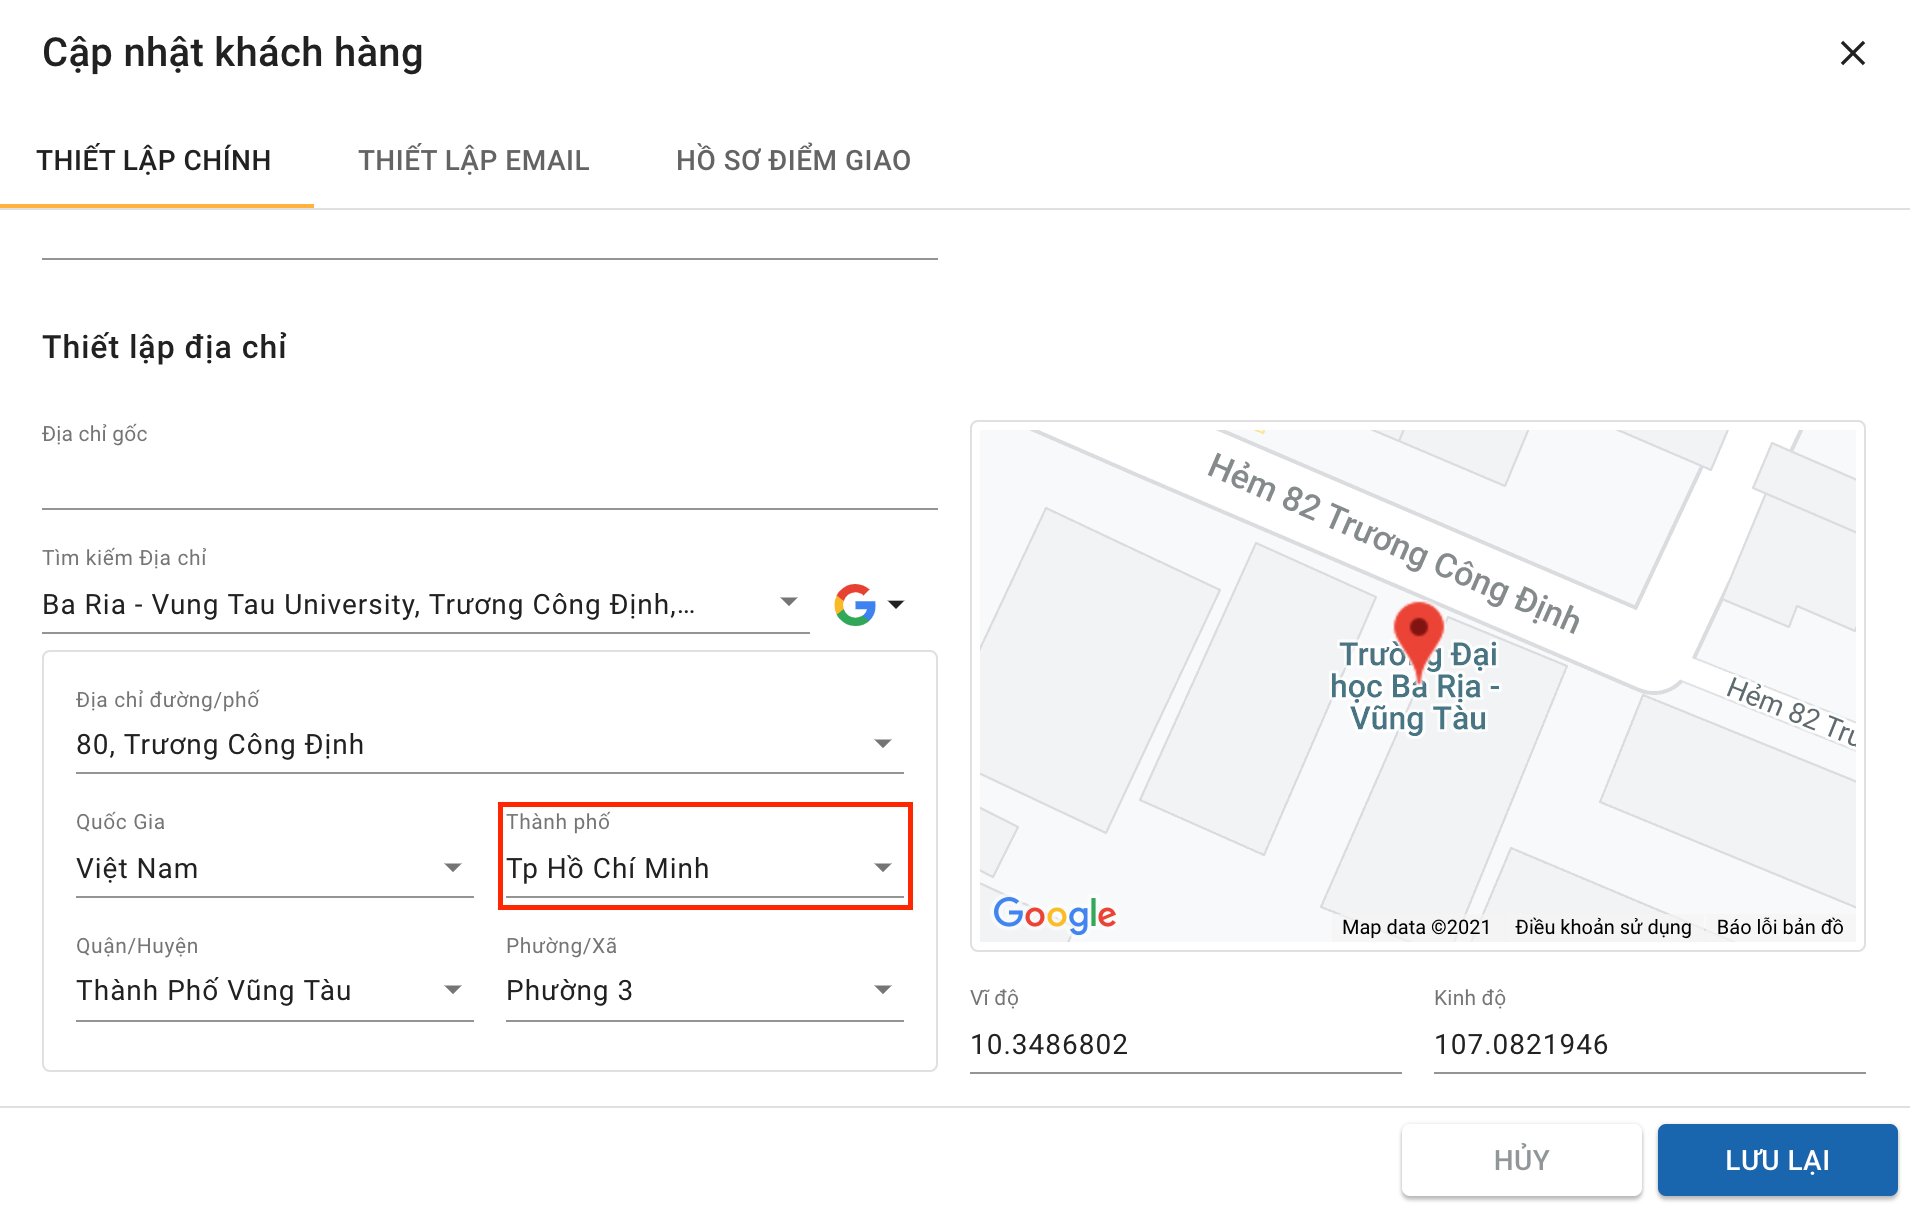 Cập nhật khách hàng
THIẾT LẬP CHÍNH
THIẾT LẬP EMAIL
HỒ SƠ ĐIỂM GIAO
Thiết lập địa chỉ
Địa chỉ gốc
Tìm kiếm Địa chỉ
Ba Ria - Vung Tau University, Trương Công Định,...
Địa chỉ đường/phố
80, Trương Công Định
Quốc Gia
Việt Nam
Thành phố
Tp Hồ Chí Minh
Quận/Huyện
Thành Phố Vũng Tàu
Phường/Xã
Phường 3
Hẻm 82 Trương Công Định
Trường Đại
học Bà Rịa -
Vũng Tàu
Hẻm 82 Trư
Google
Map data ©2021
Điều khoản sử dụng
Báo lỗi bản đồ
Vĩ độ
10.3486802
Kinh độ
107.0821946
HỦY
LƯU LẠI